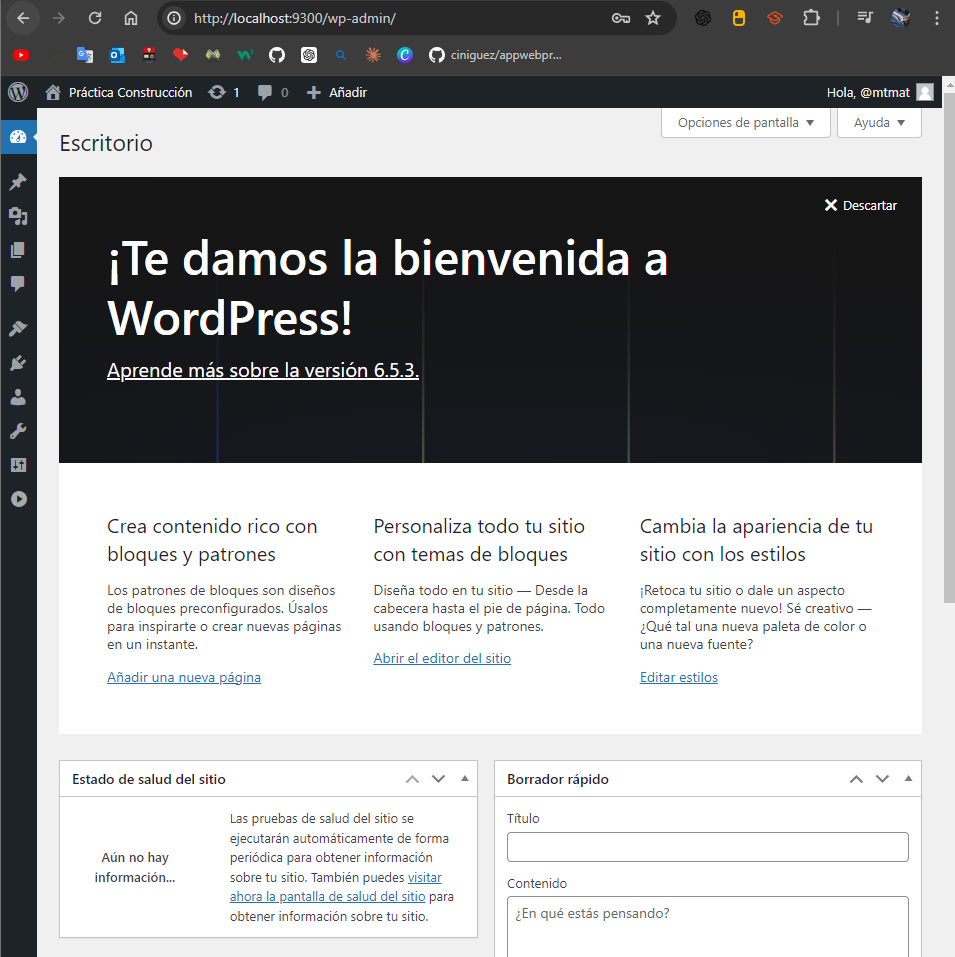 http://localhost:9300/wp-admin/
ciniguez/appwebpr...
Práctica Construcción
1
0
Añadir
Hola, @mtmat
Opciones de pantalla
Ayuda
Escritorio
Descartar
¡Te damos la bienvenida a
WordPress!
Aprende más sobre la versión 6.5.3.
Crea contenido rico con
bloques y patrones
Los patrones de bloques son diseños
de bloques preconfigurados. Úsalos
para inspirarte o crear nuevas páginas
en un instante.
Añadir una nueva página
Personaliza todo tu sitio
con temas de bloques
Diseña todo en tu sitio — Desde la
cabecera hasta el pie de página. Todo
usando bloques y patrones.
Abrir el editor del sitio
Cambia la apariencia de tu
sitio con los estilos
¡Retoca tu sitio o dale un aspecto
completamente nuevo! Sé creativo —
¿Qué tal una nueva paleta de color o
una nueva fuente?
Editar estilos
Estado de salud del sitio
Aún no hay
información...
Las pruebas de salud del sitio se
ejecutarán automáticamente de forma
periódica para obtener información
sobre tu sitio. También puedes visitar
ahora la pantalla de salud del sitio para
obtener información sobre tu sitio.
Borrador rápido
Título
Contenido
¿En qué estás pensando?